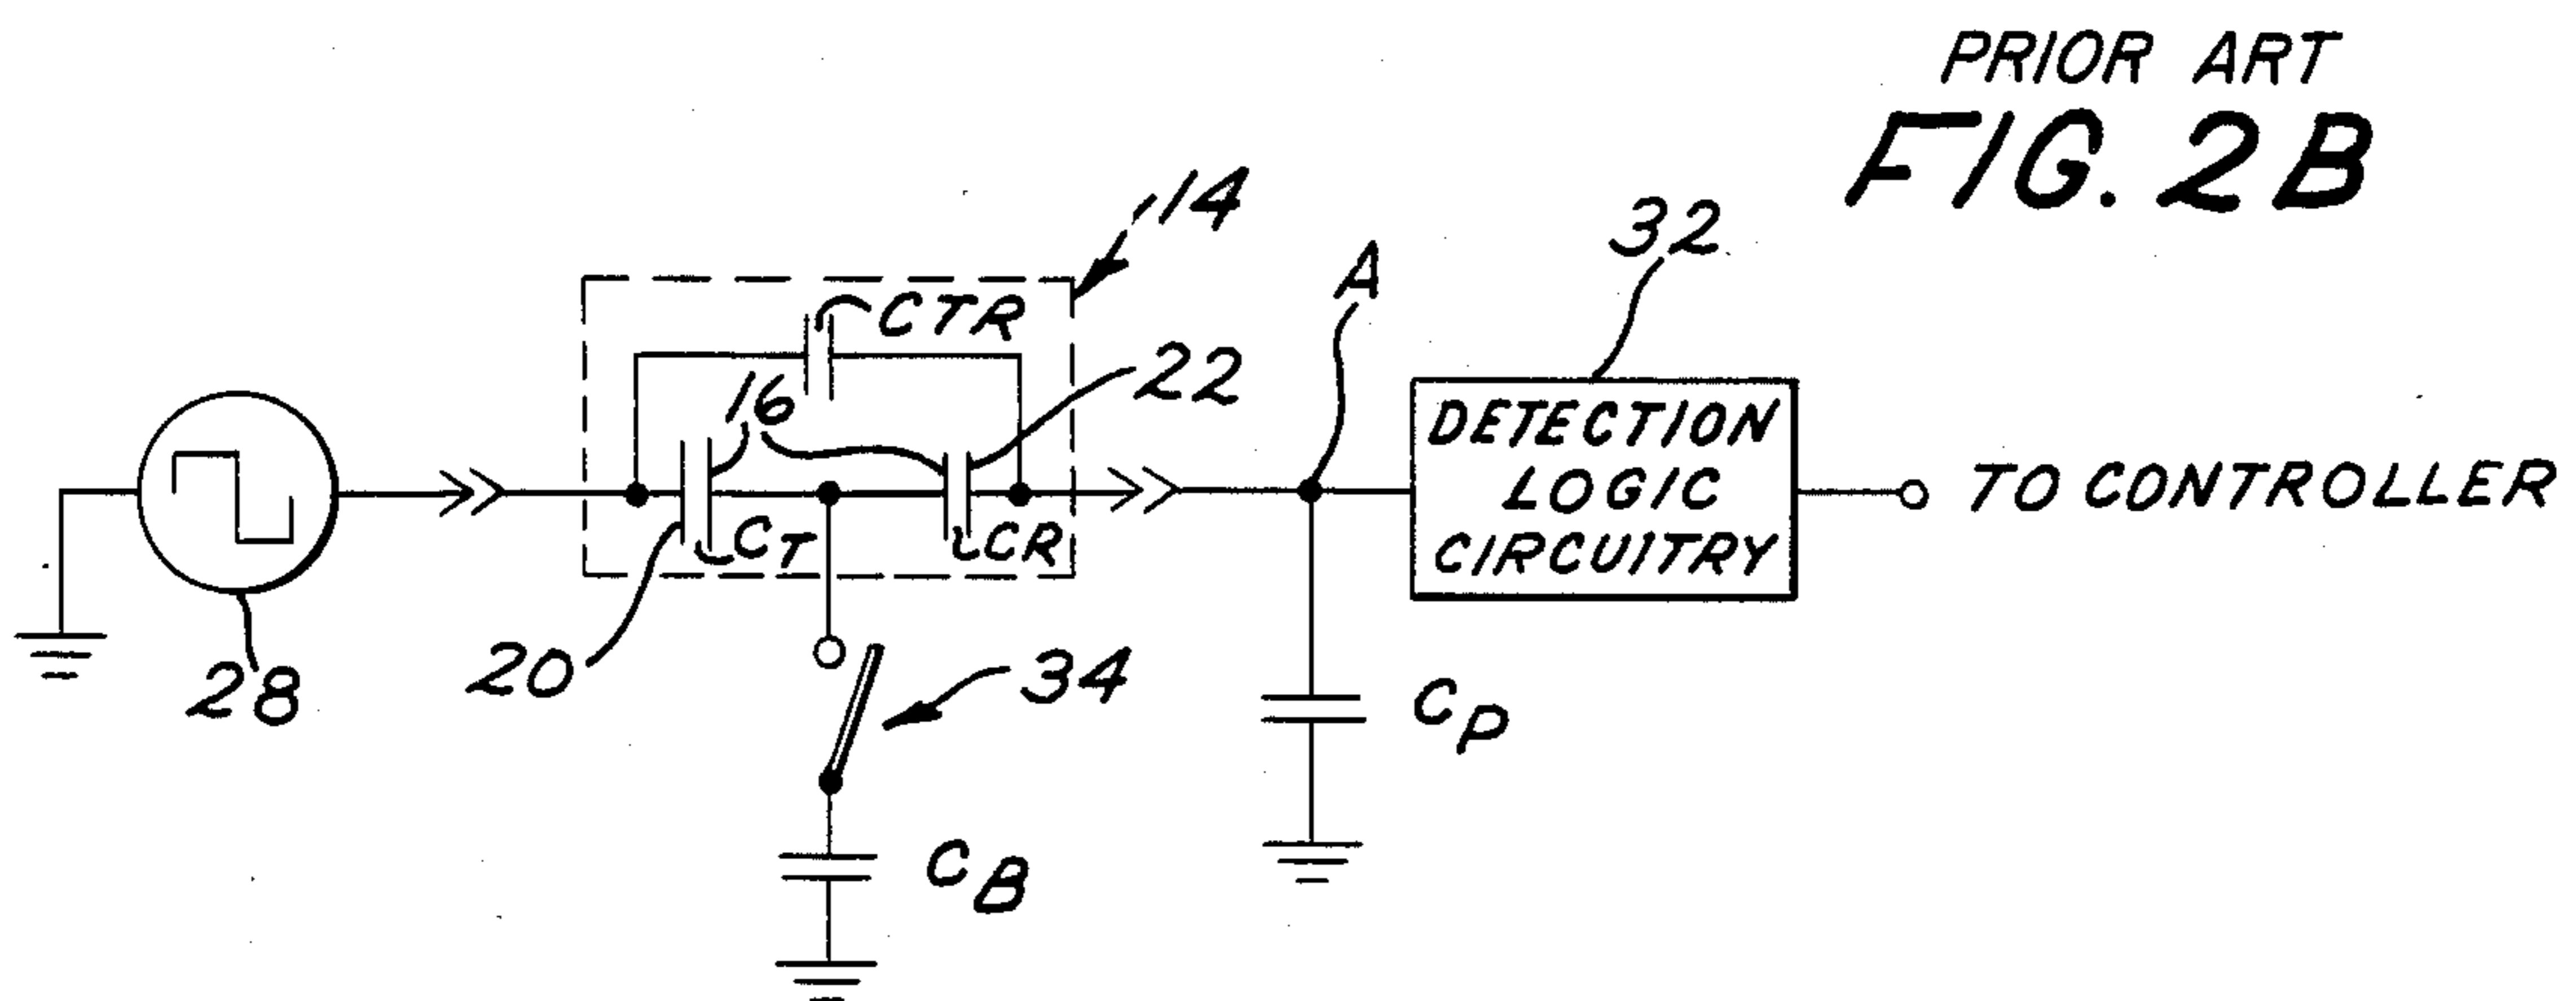 PRIOR ART
FIG. 2B
14
32
A
CTR
22
16
DETECTION
LOGIC
CIRCUITRY
TO CONTROLLER
CT
CR
20
28
34
CP
CB